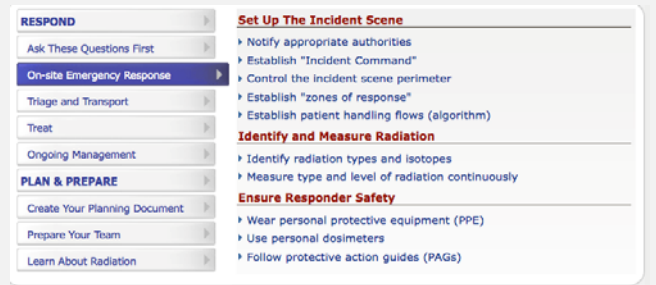 RESPOND
Ask These Questions First
On-site Emergency Response
Triage and Transport
Treat
Ongoing Management
PLAN & PREPARE
Create Your Planning Document
Prepare Your Team
Learn About Radiation
Set Up The Incident Scene
Notify appropriate authorities
Establish "Incident Command"
Control the incident scene perimeter
Establish "zones of response"
Establish patient handling flows (algorithm)
Identify and Measure Radiation
Identify radiation types and isotopes
Measure type and level of radiation continuously
Ensure Responder Safety
Wear personal protective equipment (PPE)
Use personal dosimeters
Follow protective action guides (PAGs)